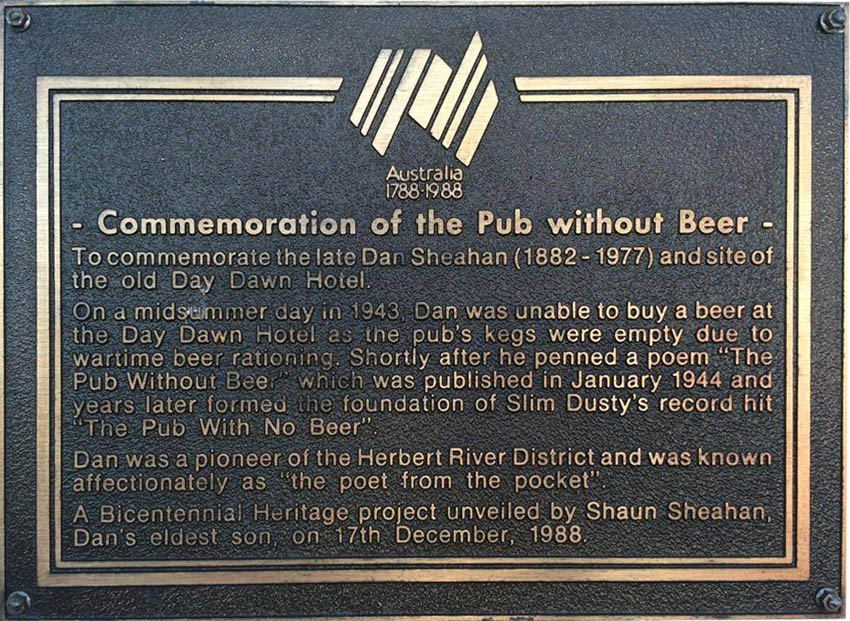 Australia
1788-1988
- Commemoration of the Pub without Beer -
To commemorate the late Dan Sheahan (1882 - 1977) and site of
the old Day Dawn Hotel.
On a midsummer day in 1943, Dan was unable to buy a beer at
the Day Dawn Hotel as the pub's kegs were empty due to
wartime beer rationing. Shortly after he penned a poem "The
Pub Without Beer" which was published in January 1944 and
years later formed the foundation of Slim Dusty's record hit
"The Pub With No Beer".
Dan was a pioneer of the Herbert River District and was known
affectionately as "the poet from the pocket".
A Bicentennial Heritage project unveiled by Shaun Sheahan,
Dan's eldest son, on 17th December, 1988.